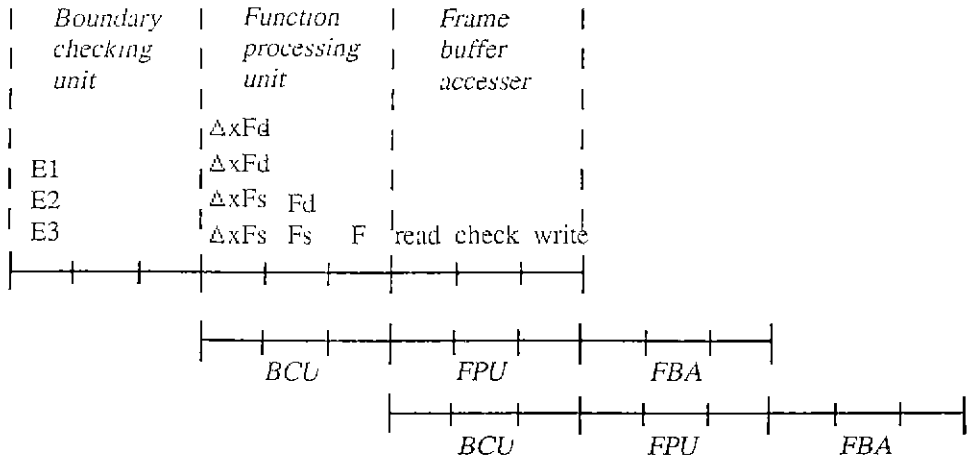 Boundary Function Frame
checking processing buffer
unit unit accesser
ΔxFd
E1 ΔxFd
E2 ΔxFs Fd
E3 ΔxFs Fs F read check write
BCU FPU FBA
BCU FPU FBA